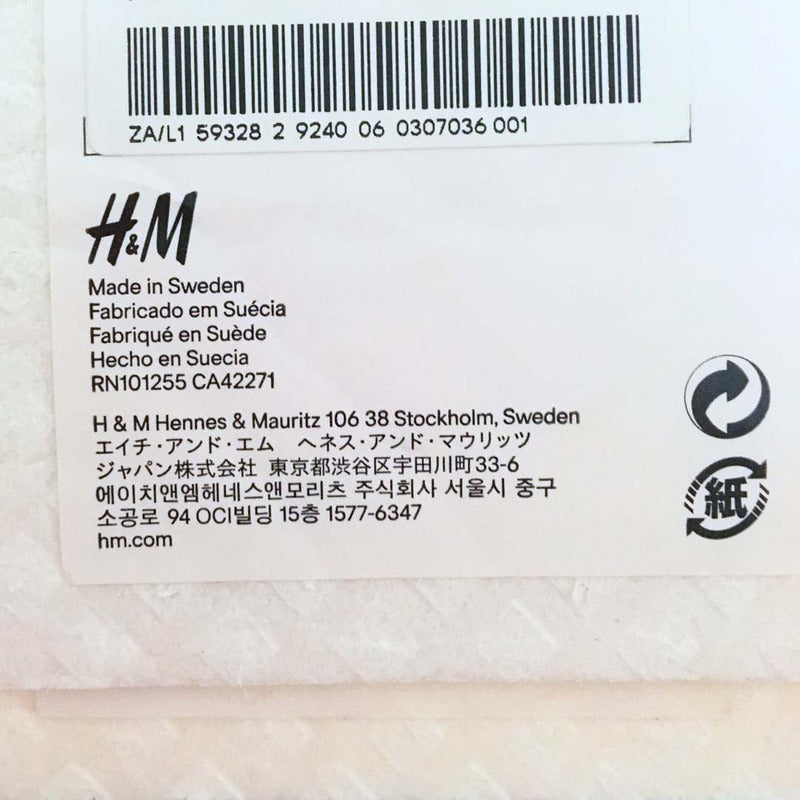 ZA/L1 59328 2 9240 06 0307036 001
H&M
Made in Sweden
Fabricado em Suécia
Fabriqué en Suède
Hecho en Suecia
RN101255 CA42271
H & M Hennes & Mauritz 106 38 Stockholm, Sweden
エイチ・アンド・エム ヘネス・アンド・マウリッツ
ジャパン株式会社 東京都渋谷区宇田川町33-6
에이치앤엠헤네스앤모리츠 주식회사 서울시 중구
소공로 94 OCI빌딩 15층 1577-6347
hm.com
紙